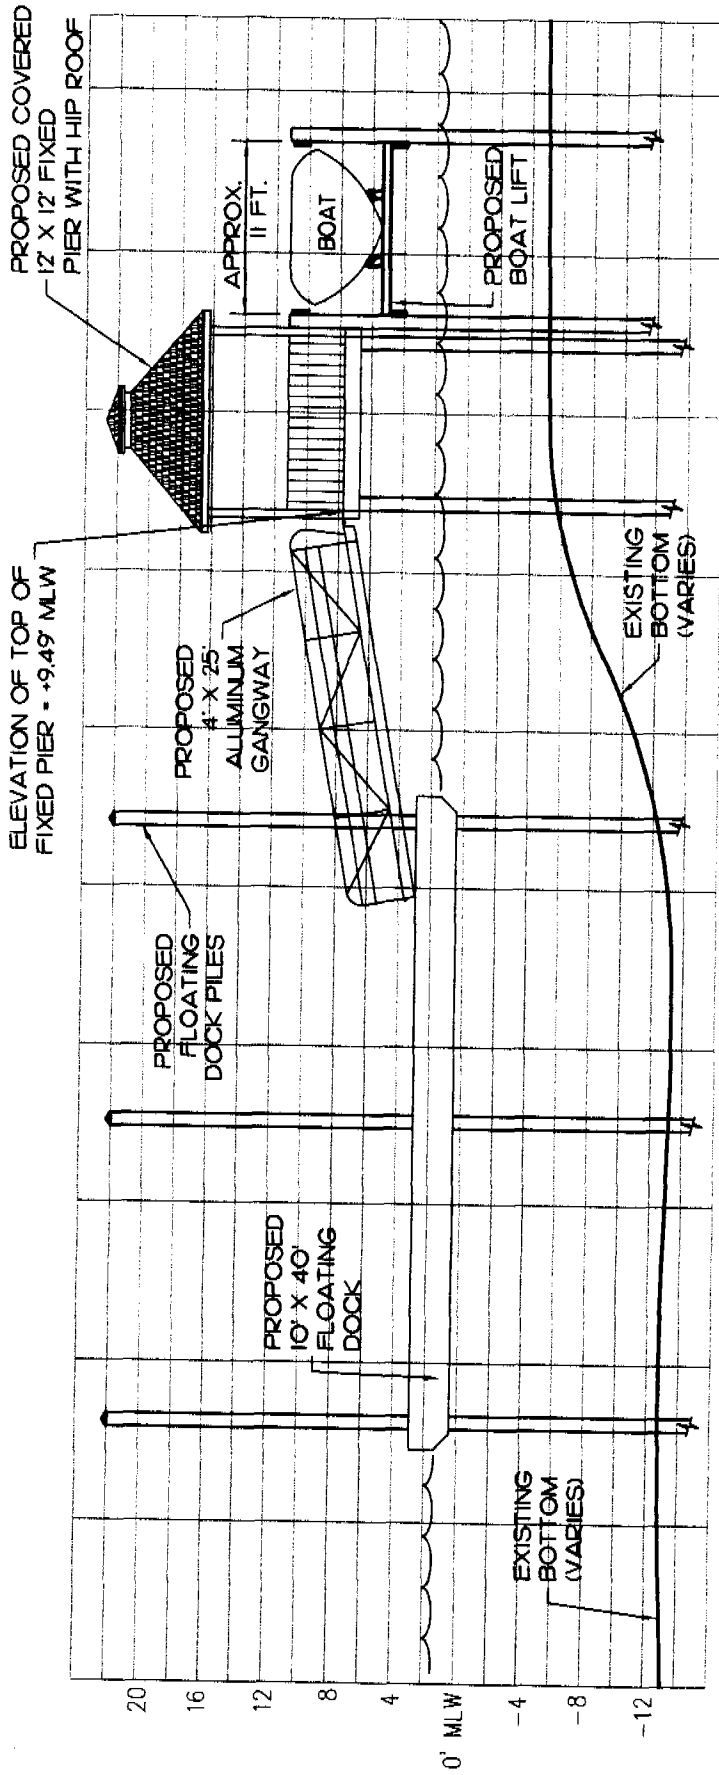 PROPOSED COVERED
12' X 12' FIXED
PIER WITH HIP ROOF
ELEVATION OF TOP OF
FIXED PIER = +9.49' MLW
APPROX.
11 FT.
BOAT
PROPOSED
BOAT LIFT
PROPOSED
4' X 25'
ALUMINUM
GANGWAY
EXISTING
BOTTOM
(VARIES)
PROPOSED
FLOATING
DOCK PILES
PROPOSED
10' X 40'
FLOATING
DOCK
EXISTING
BOTTOM
(VARIES)
20
16
12
8
4
0' MLW
-4
-8
-12